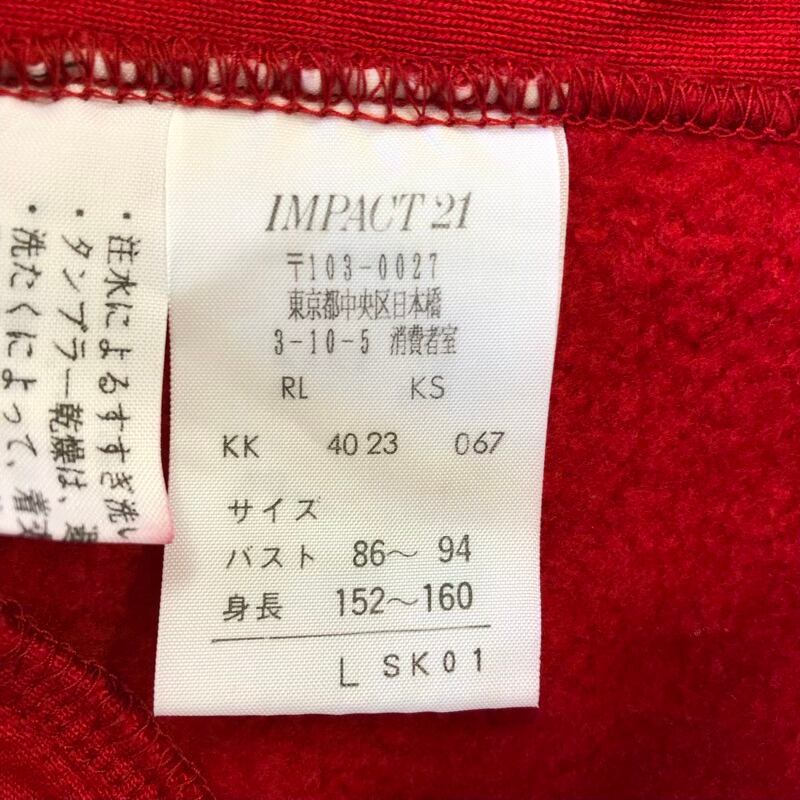 IMPACT 21
〒103-0027
東京都中央区日本橋
3-10-5 消費者室
RL KS
KK 4023 067
サイズ
バスト 86〜94
身長 152〜160
L SK01
・注水によるすすぎ洗い
・タンブラー乾燥は、
・洗たくによって、着